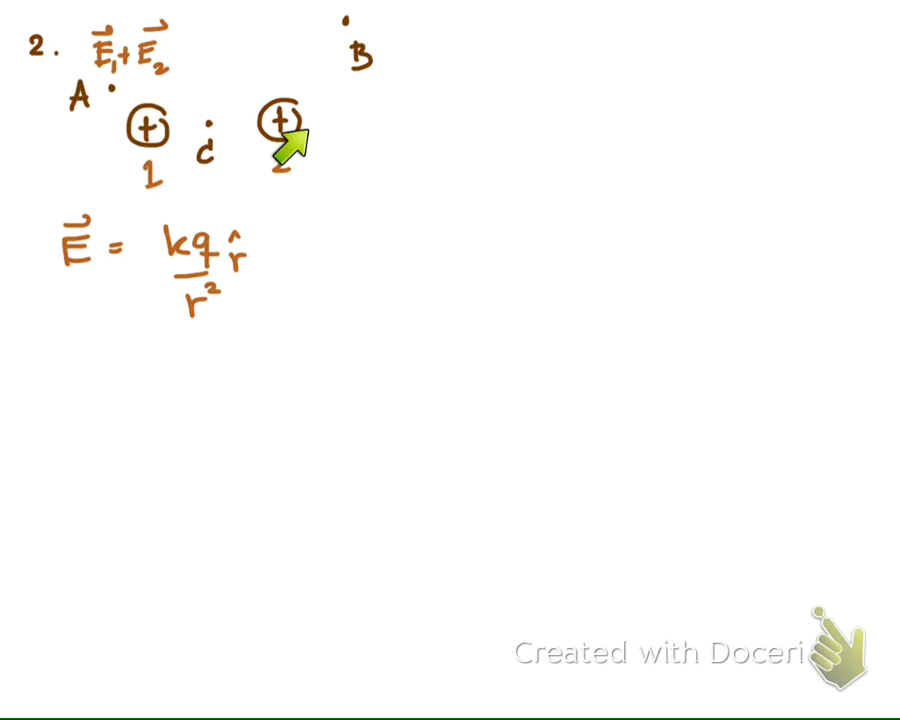 2. E⃗₁ + E⃗₂
B
A
+ +
C
1 2
E⃗ = kq/r² r̂
Created with Doceri